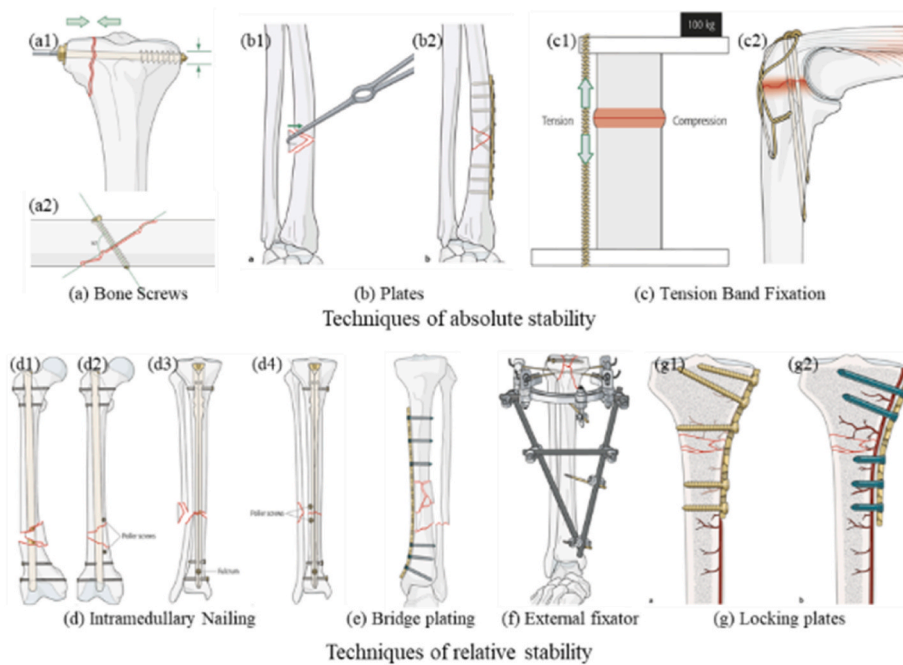 (a1)
(b1)
(b2)
(c1)
100 kg
(c2)
Tension
Compression
(a2)
a
b
(a) Bone Screws
(b) Plates
(c) Tension Band Fixation
Techniques of absolute stability
(d1)
(d2)
(d3)
(d4)
(g1)
(g2)
Poller screws
Poller screws
Fulcrum
a
b
(d) Intramedullary Nailing
(e) Bridge plating
(f) External fixator
(g) Locking plates
Techniques of relative stability